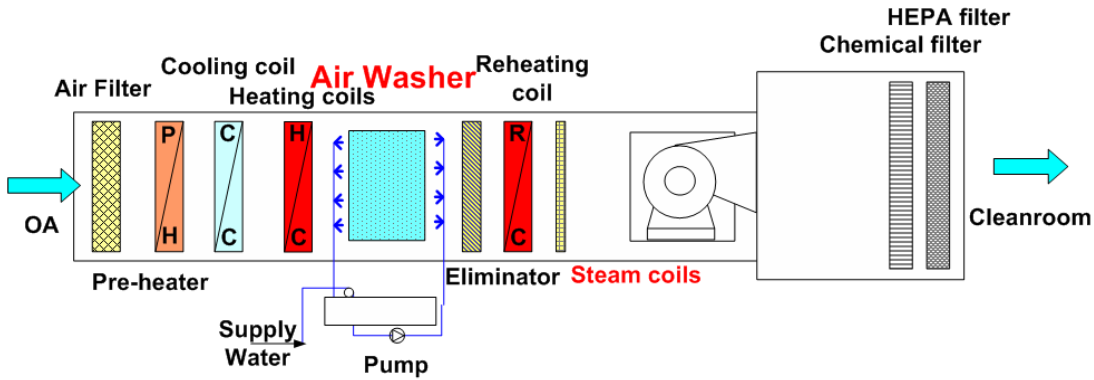 HEPA filter
Chemical filter
Cooling coil
Air Washer
Reheating
coil
Air Filter
Heating coils
P
H
C
C
H
C
R
C
OA
Cleanroom
Pre-heater
Eliminator
Steam coils
Supply
Water
Pump